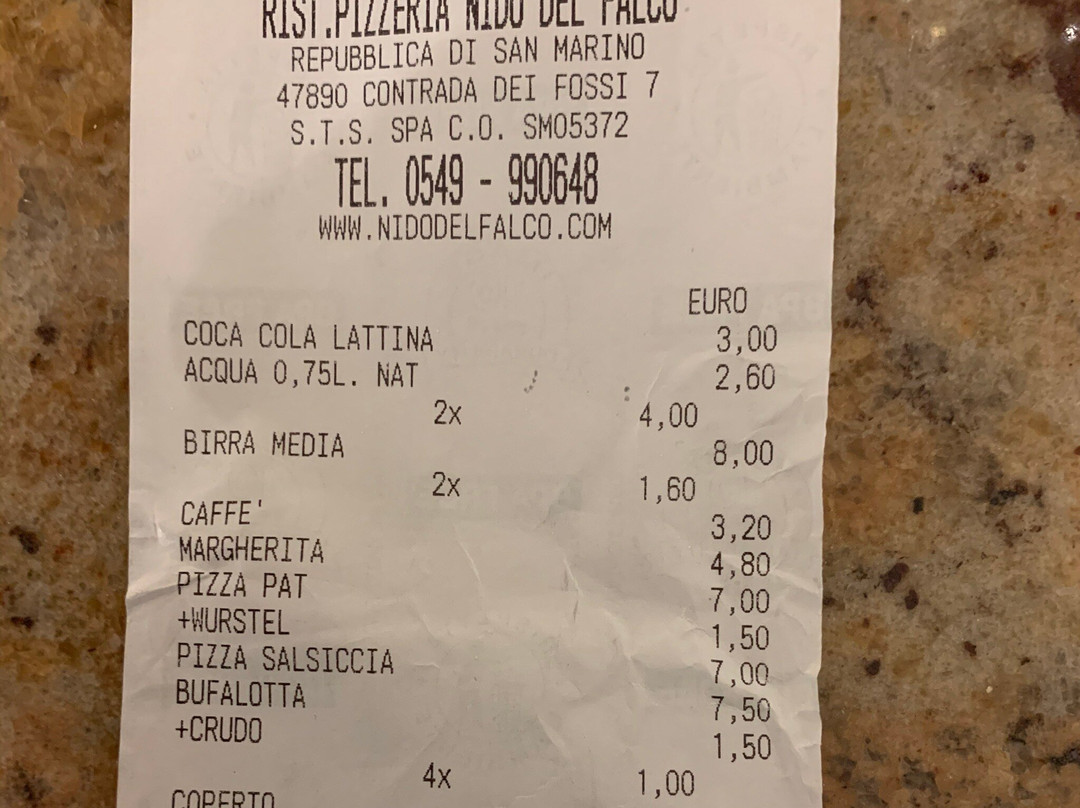 RIST.PIZZERIA NIDO DEL FALCO
REPUBBLICA DI SAN MARINO
47890 CONTRADA DEI FOSSI 7
S.T.S. SPA C.O. SM05372
TEL. 0549 - 990648
WWW.NIDODELFALCO.COM
EURO
COCA COLA LATTINA 3,00
ACQUA 0,75L. NAT 2,60
2x 4,00
BIRRA MEDIA 8,00
2x 1,60
CAFFE' 3,20
MARGHERITA 4,80
PIZZA PAT 7,00
+WURSTEL 1,50
PIZZA SALSICCIA 7,00
BUFALOTTA 7,50
+CRUDO 1,50
4x 1,00
COPERTO